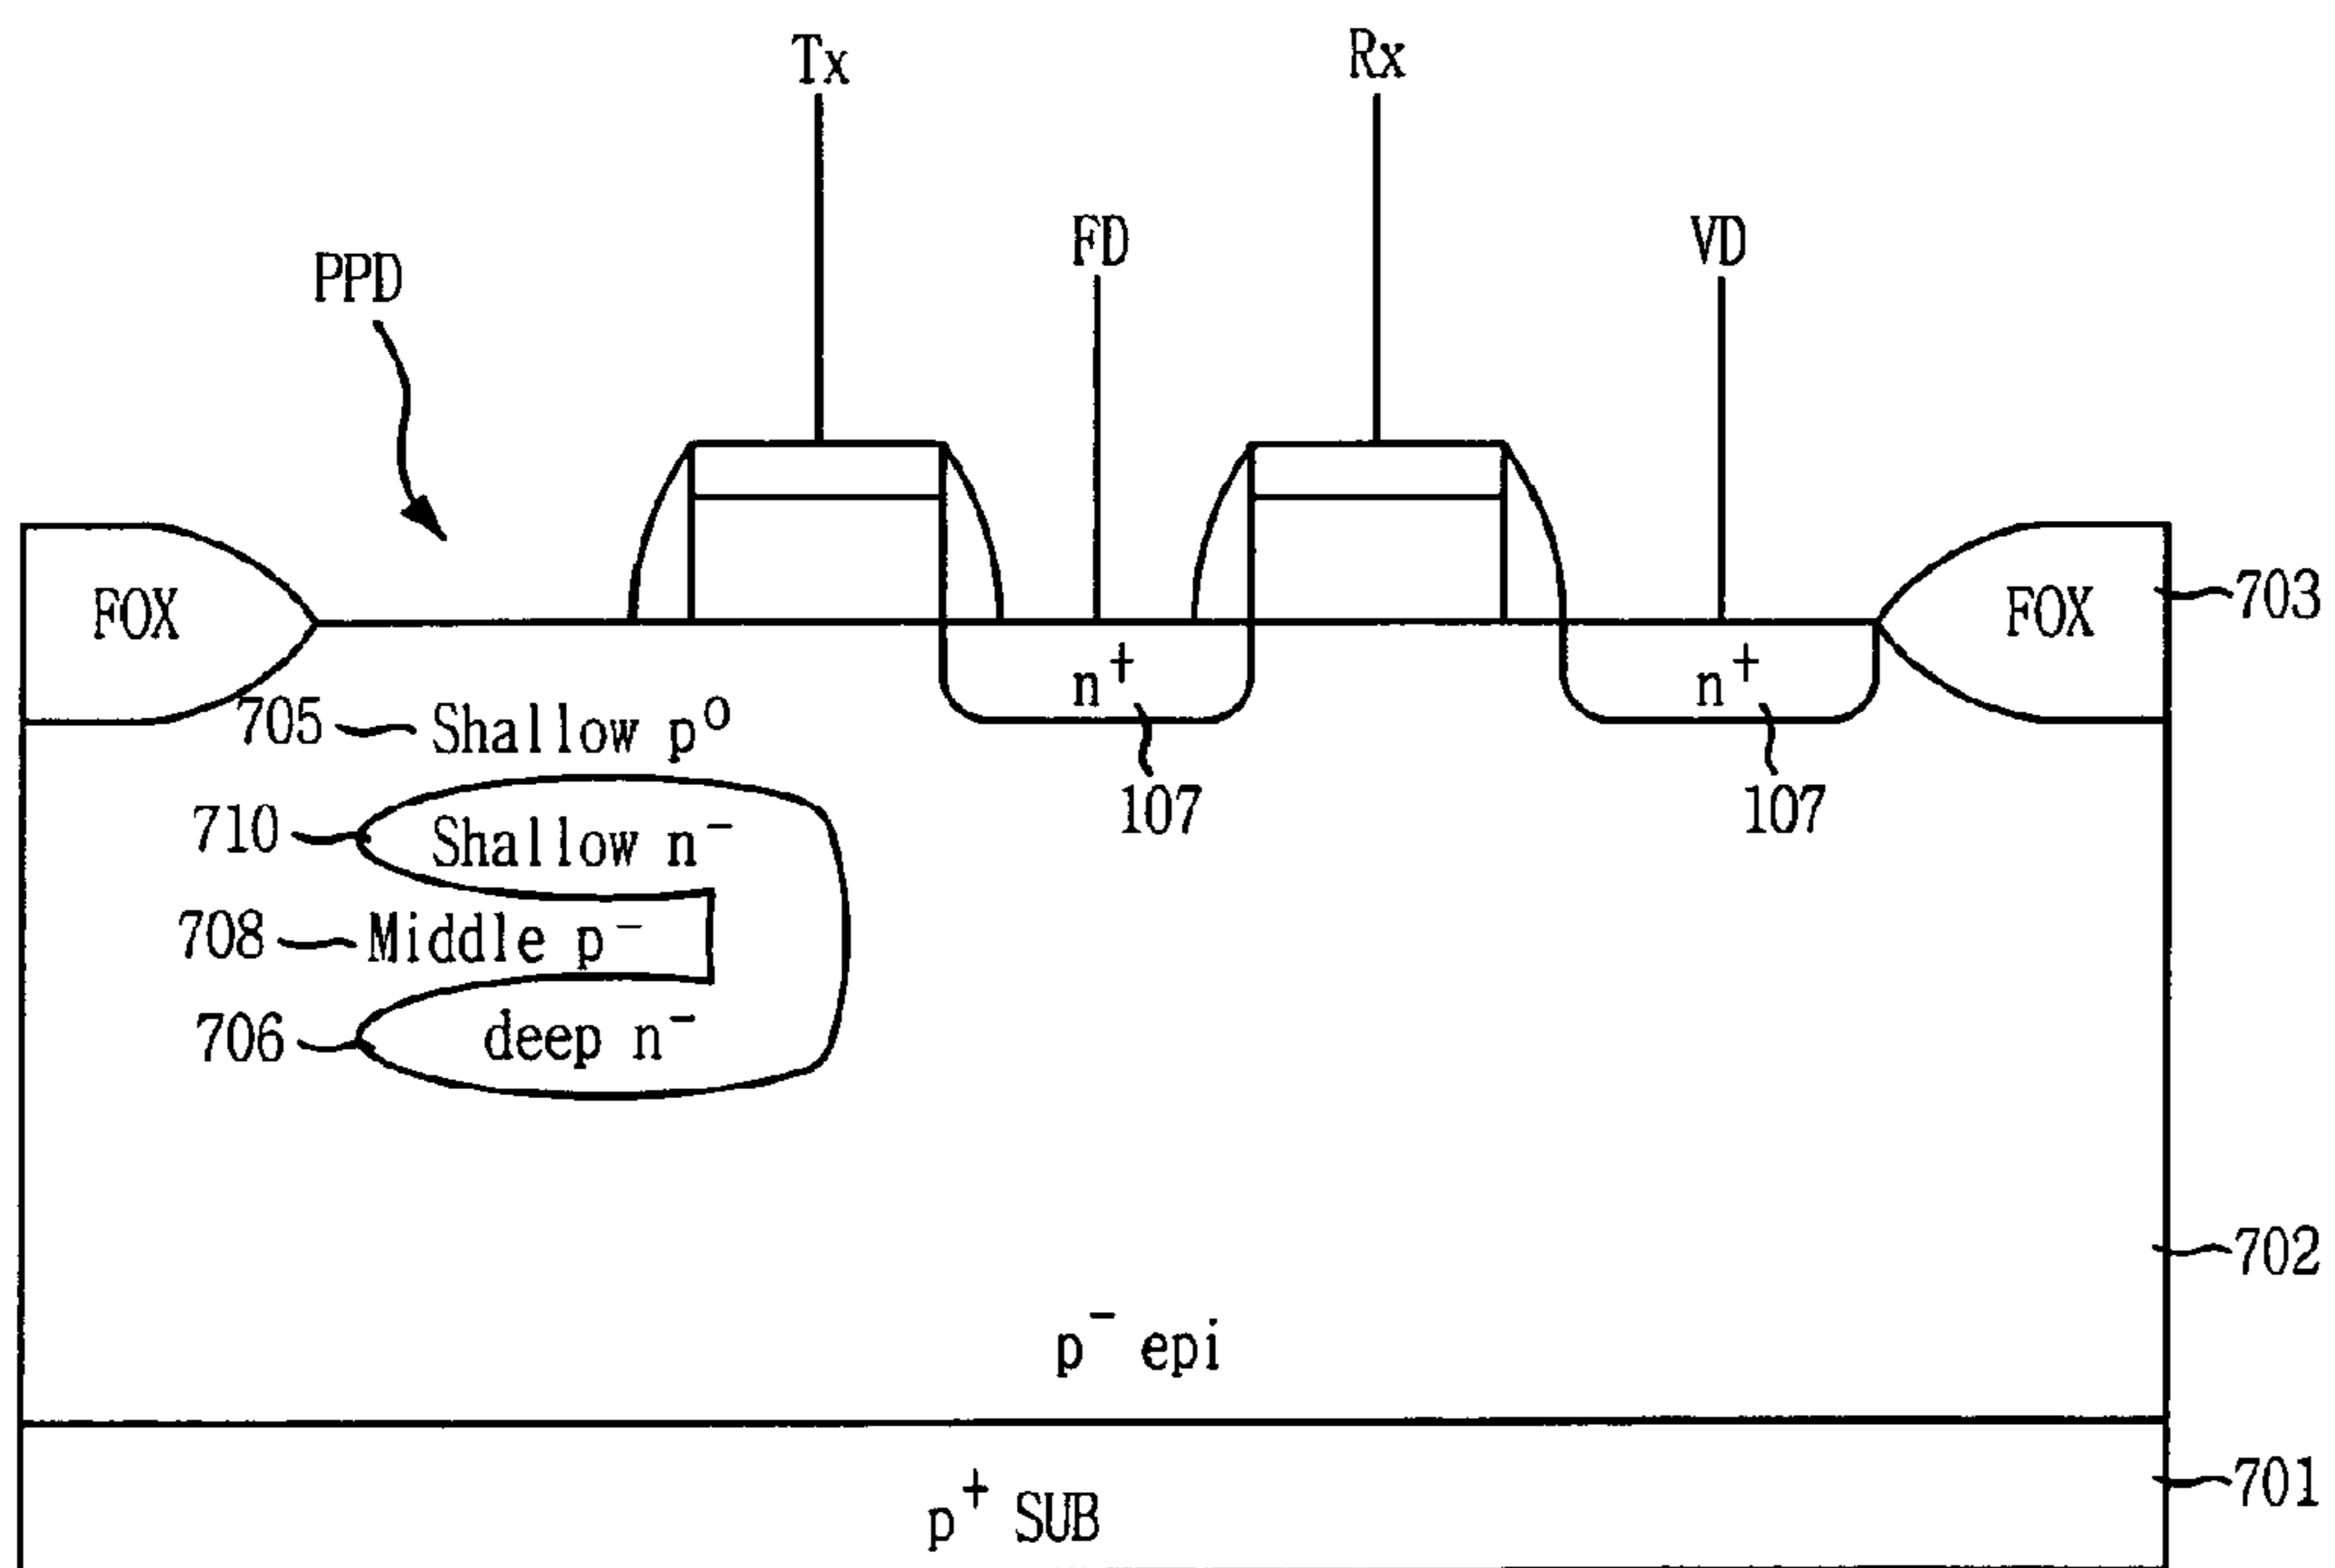 Tx
Rx
FD
VD
PPD
FOX
FOX
703
n+
n+
705
Shallow p⁰
107
107
710
Shallow n⁻
708
Middle p⁻
706
deep n⁻
702
p⁻ epi
701
p⁺ SUB